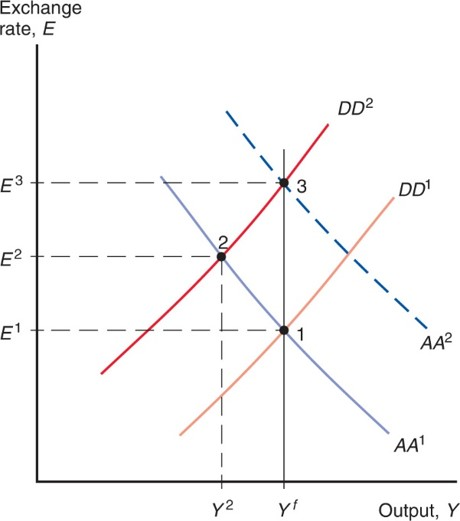 Exchange
rate, E
DD²
E³
3
DD¹
2
E²
E¹
1
AA²
AA¹
Y²
Yᶠ
Output, Y